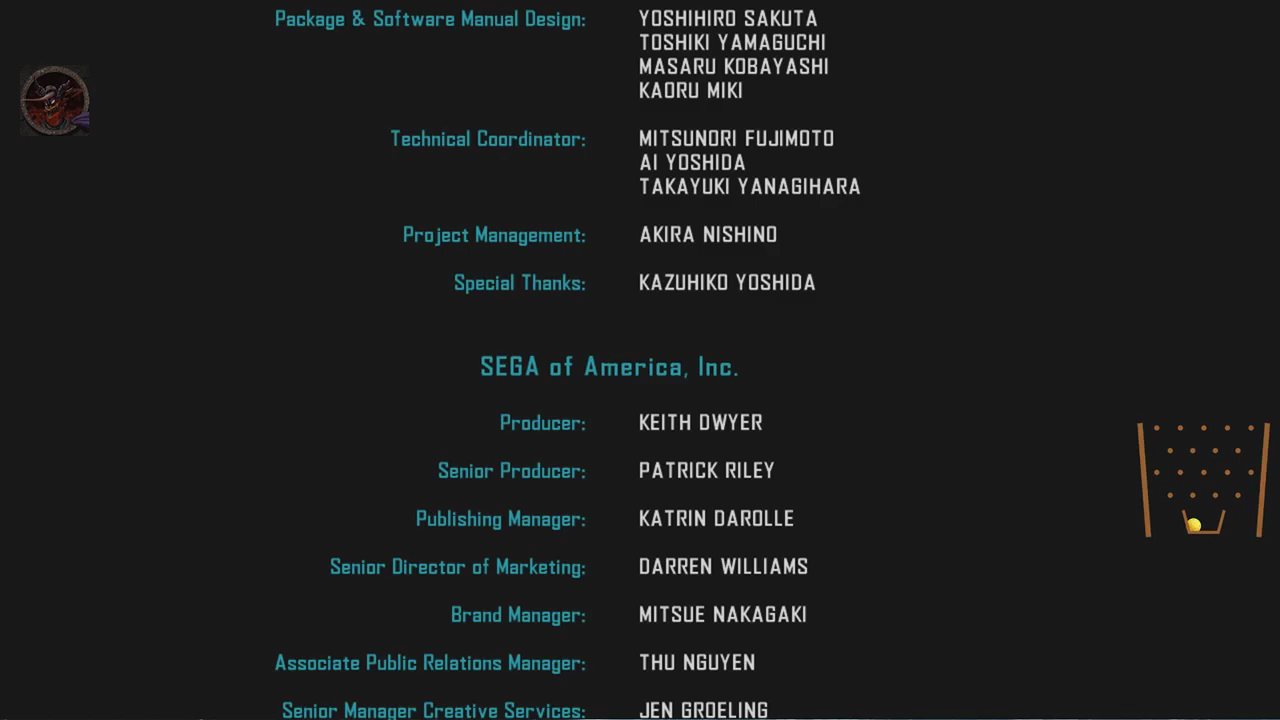 Package & Software Manual Design: YOSHIHIRO SAKUTA
TOSHIKI YAMAGUCHI
MASARU KOBAYASHI
KAORU MIKI
Technical Coordinator: MITSUNORI FUJIMOTO
AI YOSHIDA
TAKAYUKI YANAGIHARA
Project Management: AKIRA NISHINO
Special Thanks: KAZUHIKO YOSHIDA
SEGA of America, Inc.
Producer: KEITH DWYER
Senior Producer: PATRICK RILEY
Publishing Manager: KATRIN DAROLLE
Senior Director of Marketing: DARREN WILLIAMS
Brand Manager: MITSUE NAKAGAKI
Associate Public Relations Manager: THU NGUYEN
Senior Manager Creative Services: JEN GROELING